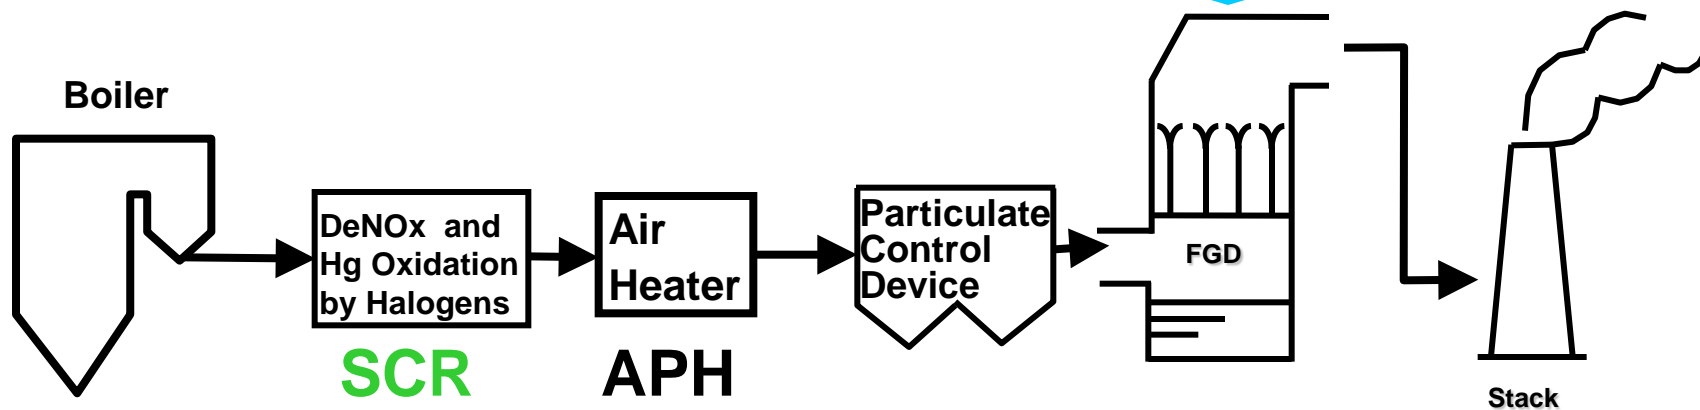 Boiler
DeNOx and
Hg Oxidation
by Halogens
SCR
Air
Heater
APH
Particulate
Control
Device
FGD
Stack